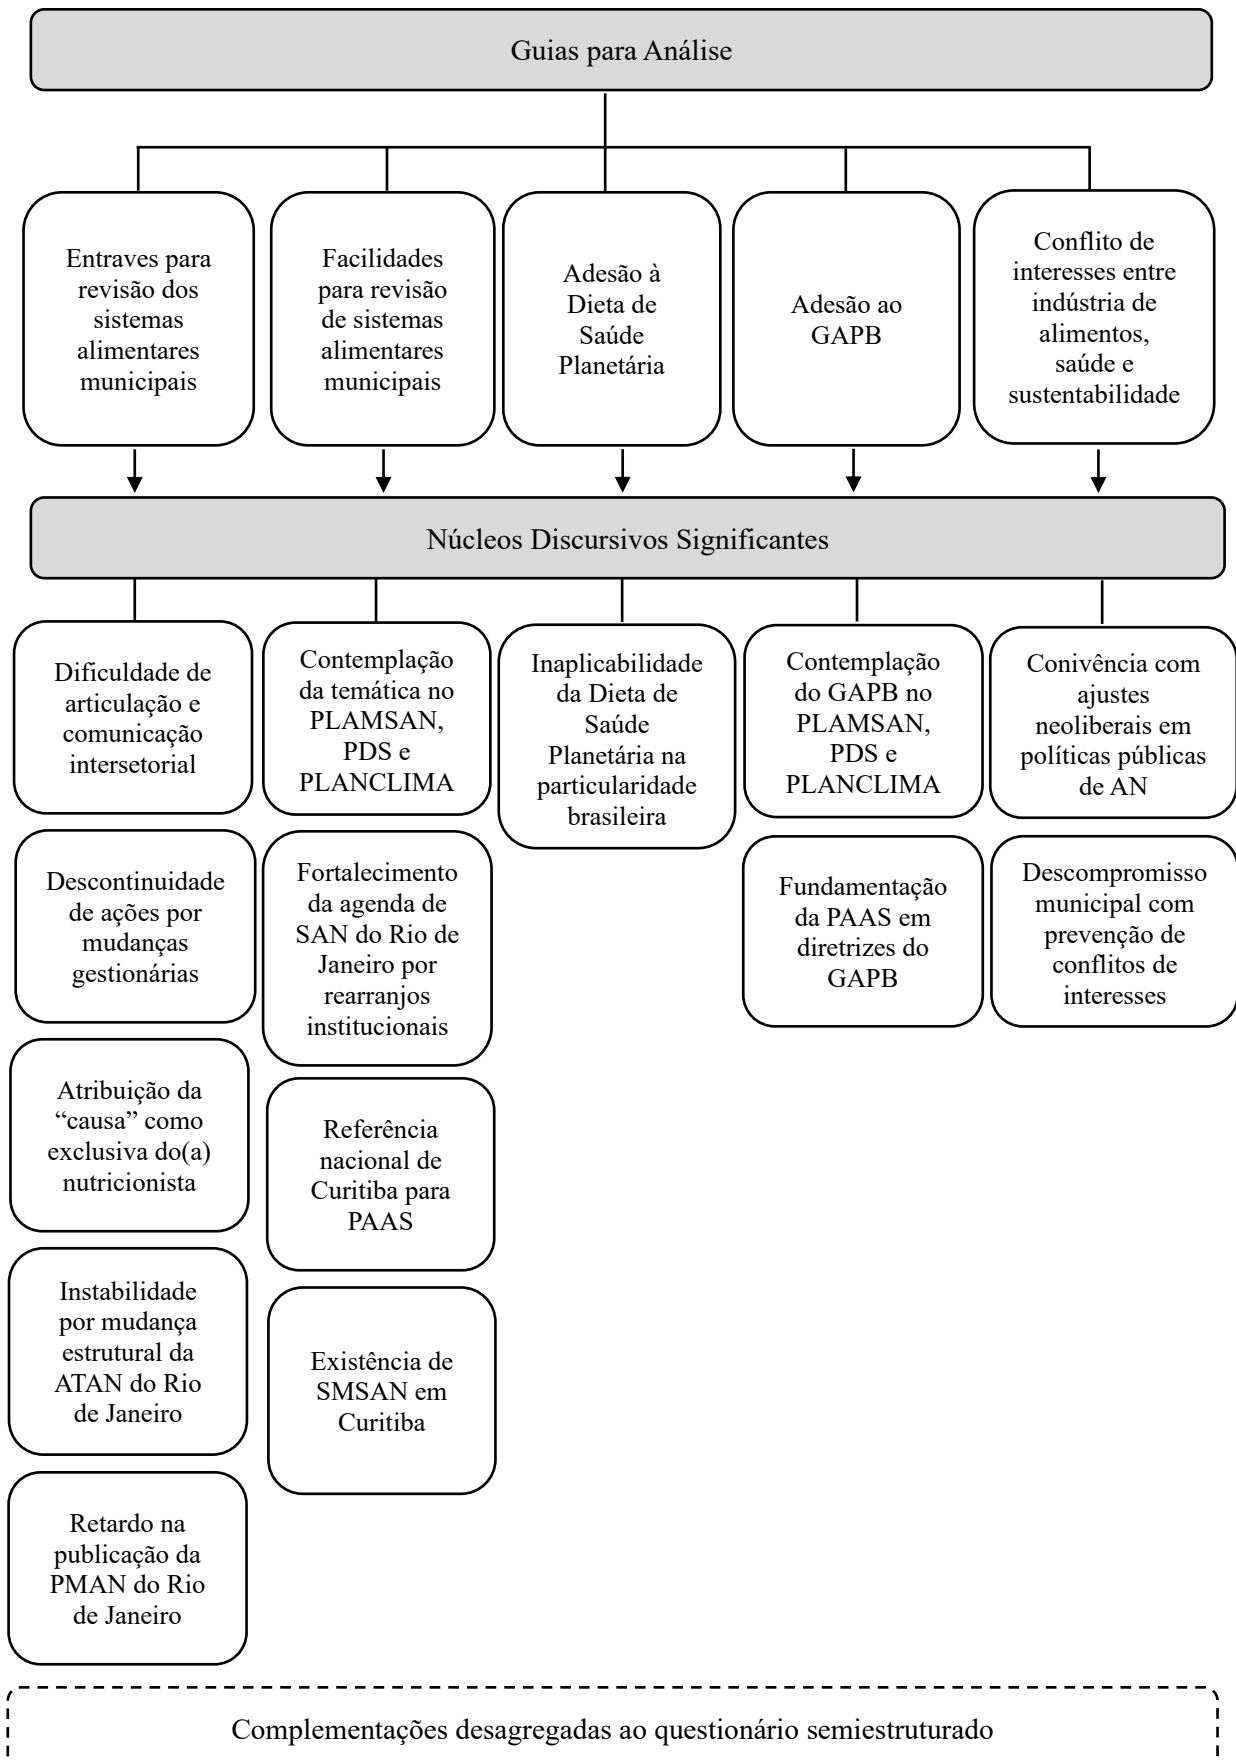 Guias para Análise
Entraves para
revisão dos
sistemas
alimentares
municipais
Facilidades
para revisão
de sistemas
alimentares
municipais
Adesão à
Dieta de
Saúde
Planetária
Adesão ao
GAPB
Conflito de
interesses entre
indústria de
alimentos,
saúde e
sustentabilidade
Núcleos Discursivos Significantes
Dificuldade de
articulação e
comunicação
intersetorial
Descontinuidade
de ações por
mudanças
gestionárias
Atribuição da
“causa” como
exclusiva do(a)
nutricionista
Instabilidade
por mudança
estrutural da
ATAN do Rio
de Janeiro
Retardo na
publicação da
PMAN do Rio
de Janeiro
Contemplação
da temática no
PLAMSAN,
PDS e
PLANCLIMA
Fortalecimento
da agenda de
SAN do Rio de
Janeiro por
rearranjos
institucionais
Referência
nacional de
Curitiba para
PAAS
Existência de
SMSAN em
Curitiba
Inaplicabilidade
da Dieta de
Saúde
Planetária na
particularidade
brasileira
Contemplação
do GAPB no
PLAMSAN,
PDS e
PLANCLIMA
Fundamentação
da PAAS em
diretrizes do
GAPB
Conivência com
ajustes
neoliberais em
políticas públicas
de AN
Descompromisso
municipal com
prevenção de
conflitos de
interesses
Complementações desagregadas ao questionário semiestruturado